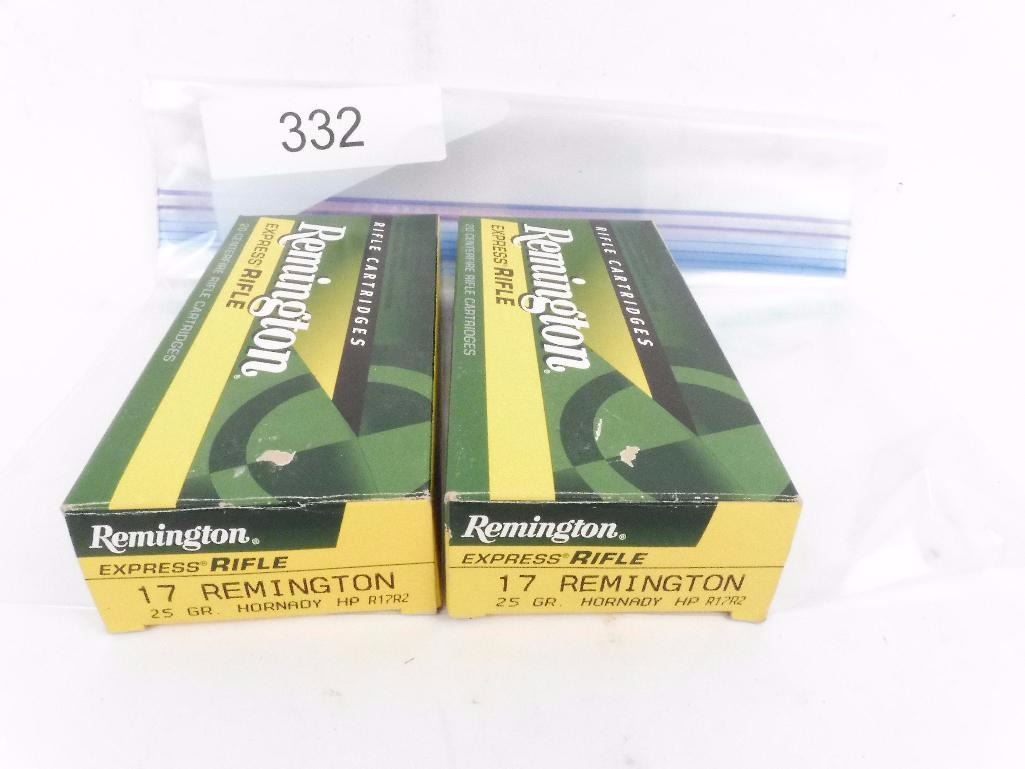 332
RIFLE CARTRIDGES
Remington®
EXPRESS RIFLE
20 CENTERFIRE RIFLE CARTRIDGES
Remington®
EXPRESS® RIFLE
17 REMINGTON
25 GR. HORNADY HP R17R2
RIFLE CARTRIDGES
Remington®
EXPRESS RIFLE
20 CENTERFIRE RIFLE CARTRIDGES
Remington®
EXPRESS® RIFLE
17 REMINGTON
25 GR. HORNADY HP R17R2